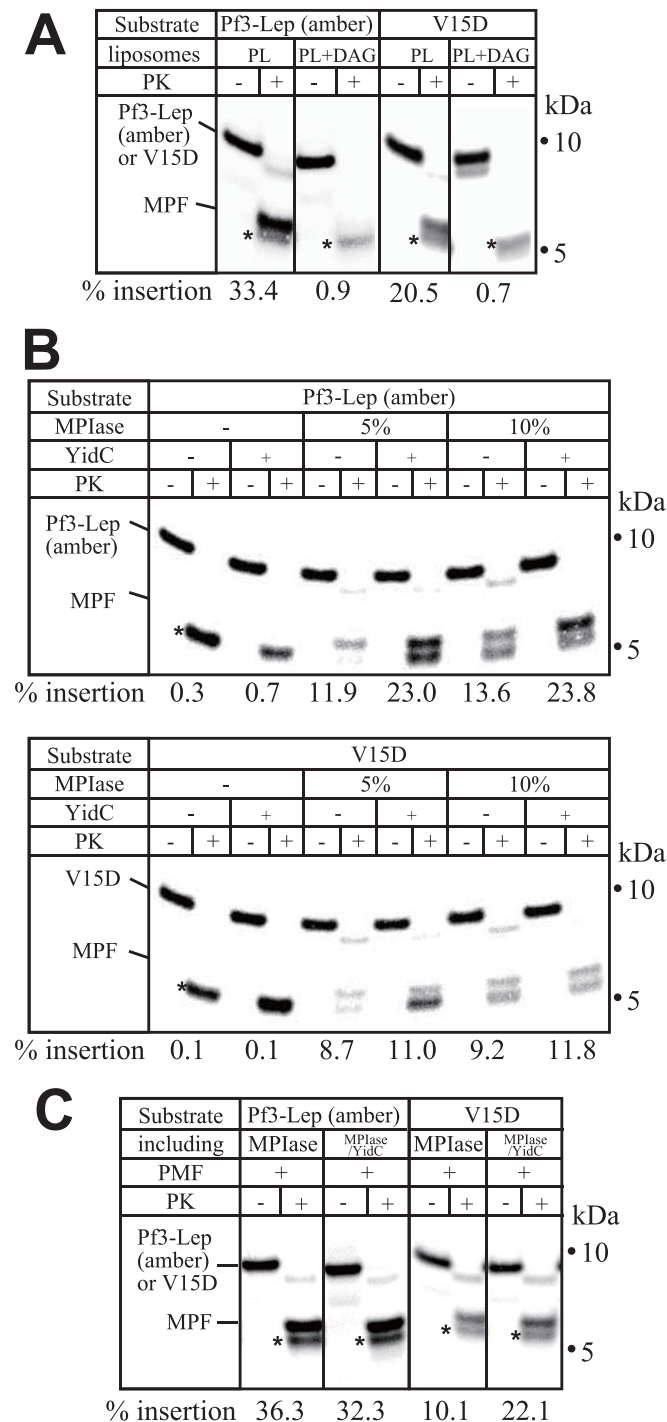 A
Substrate Pf3-Lep (amber) V15D
liposomes PL PL+DAG PL PL+DAG
PK - + - + - + - +
kDa
Pf3-Lep
(amber)
or V15D
•10
MPF
* * * *
•5
% insertion 33.4 0.9 20.5 0.7
B
Substrate Pf3-Lep (amber)
MPIase - 5% 10%
YidC - + - + - +
PK - + - + - + - + - + - +
kDa
Pf3-Lep
(amber)
•10
MPF
*
•5
% insertion 0.3 0.7 11.9 23.0 13.6 23.8
Substrate V15D
MPIase - 5% 10%
YidC - + - + - +
PK - + - + - + - + - + - +
kDa
V15D
•10
MPF
*
•5
% insertion 0.1 0.1 8.7 11.0 9.2 11.8
C
Substrate Pf3-Lep (amber) V15D
including MPIase MPIase/YidC MPIase MPIase/YidC
PMF + + + +
PK - + - + - + - +
kDa
Pf3-Lep
(amber)
or V15D
•10
MPF
* * * *
•5
% insertion 36.3 32.3 10.1 22.1